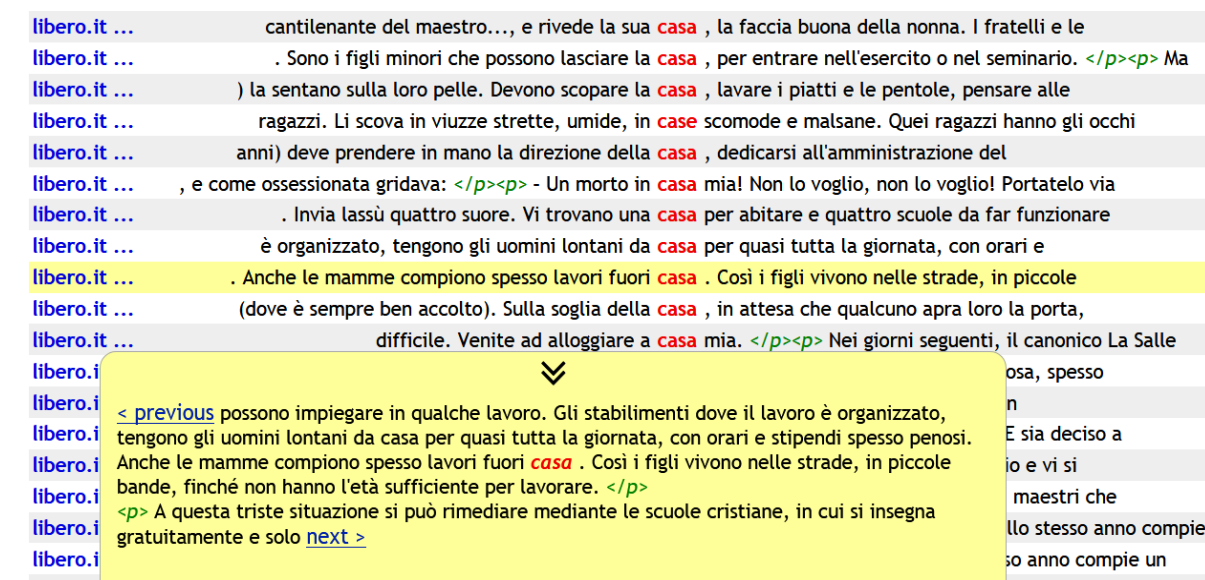 libero.it ... cantilenante del maestro..., e rivede la sua casa , la faccia buona della nonna. I fratelli e le
libero.it ... . Sono i figli minori che possono lasciare la casa , per entrare nell'esercito o nel seminario. </p><p> Ma
libero.it ... ) la sentano sulla loro pelle. Devono scopare la casa , lavare i piatti e le pentole, pensare alle
libero.it ... ragazzi. Li scova in viuzze strette, umide, in case scomode e malsane. Quei ragazzi hanno gli occhi
libero.it ... anni) deve prendere in mano la direzione della casa , dedicarsi all'amministrazione del
libero.it ... , e come ossessionata gridava: </p><p> – Un morto in casa mia! Non lo voglio, non lo voglio! Portatelo via
libero.it ... . Invia lassù quattro suore. Vi trovano una casa per abitare e quattro scuole da far funzionare
libero.it ... è organizzato, tengono gli uomini lontani da casa per quasi tutta la giornata, con orari e
libero.it ... . Anche le mamme compiono spesso lavori fuori casa . Così i figli vivono nelle strade, in piccole
libero.it ... (dove è sempre ben accolto). Sulla soglia della casa , in attesa che qualcuno apra loro la porta,
libero.it ... difficile. Venite ad alloggiare a casa mia. </p><p> Nei giorni seguenti, il canonico La Salle
libero.i osa, spesso
libero.i n
libero.i E sia deciso a
libero.i io e vi si
libero.i maestri che
libero.i llo stesso anno compie
libero.i so anno compie un
< previous possono impiegare in qualche lavoro. Gli stabilimenti dove il lavoro è organizzato,
tengono gli uomini lontani da casa per quasi tutta la giornata, con orari e stipendi spesso penosi.
Anche le mamme compiono spesso lavori fuori casa . Così i figli vivono nelle strade, in piccole
bande, finché non hanno l'età sufficiente per lavorare. </p>
<p> A questa triste situazione si può rimediare mediante le scuole cristiane, in cui si insegna
gratuitamente e solo next >